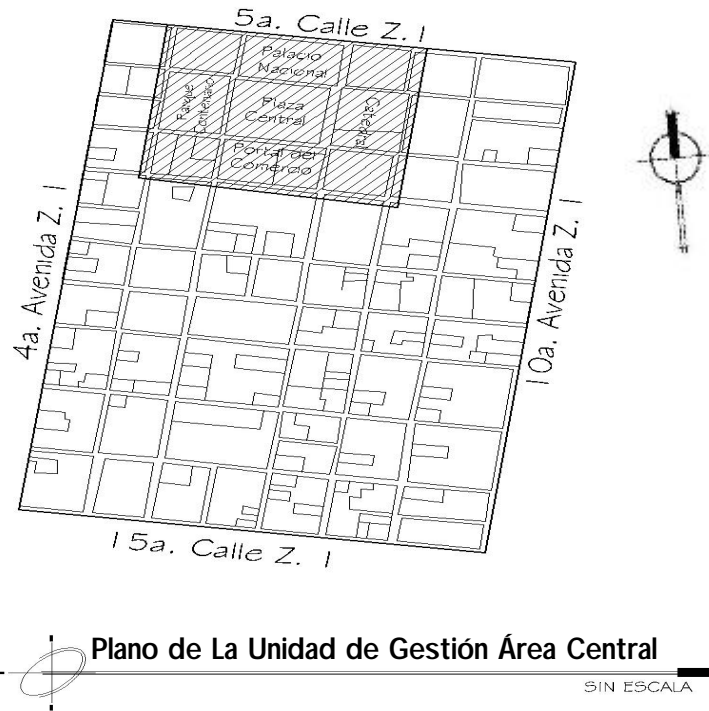 5a. Calle Z. 1
Palacio
Nacional
Parque
Centenario
Plaza
Central
Catedral
Portal del
Comercio
4a. Avenida Z. 1
10a. Avenida Z. 1
15a. Calle Z. 1
Plano de La Unidad de Gestión Área Central
SIN ESCALA